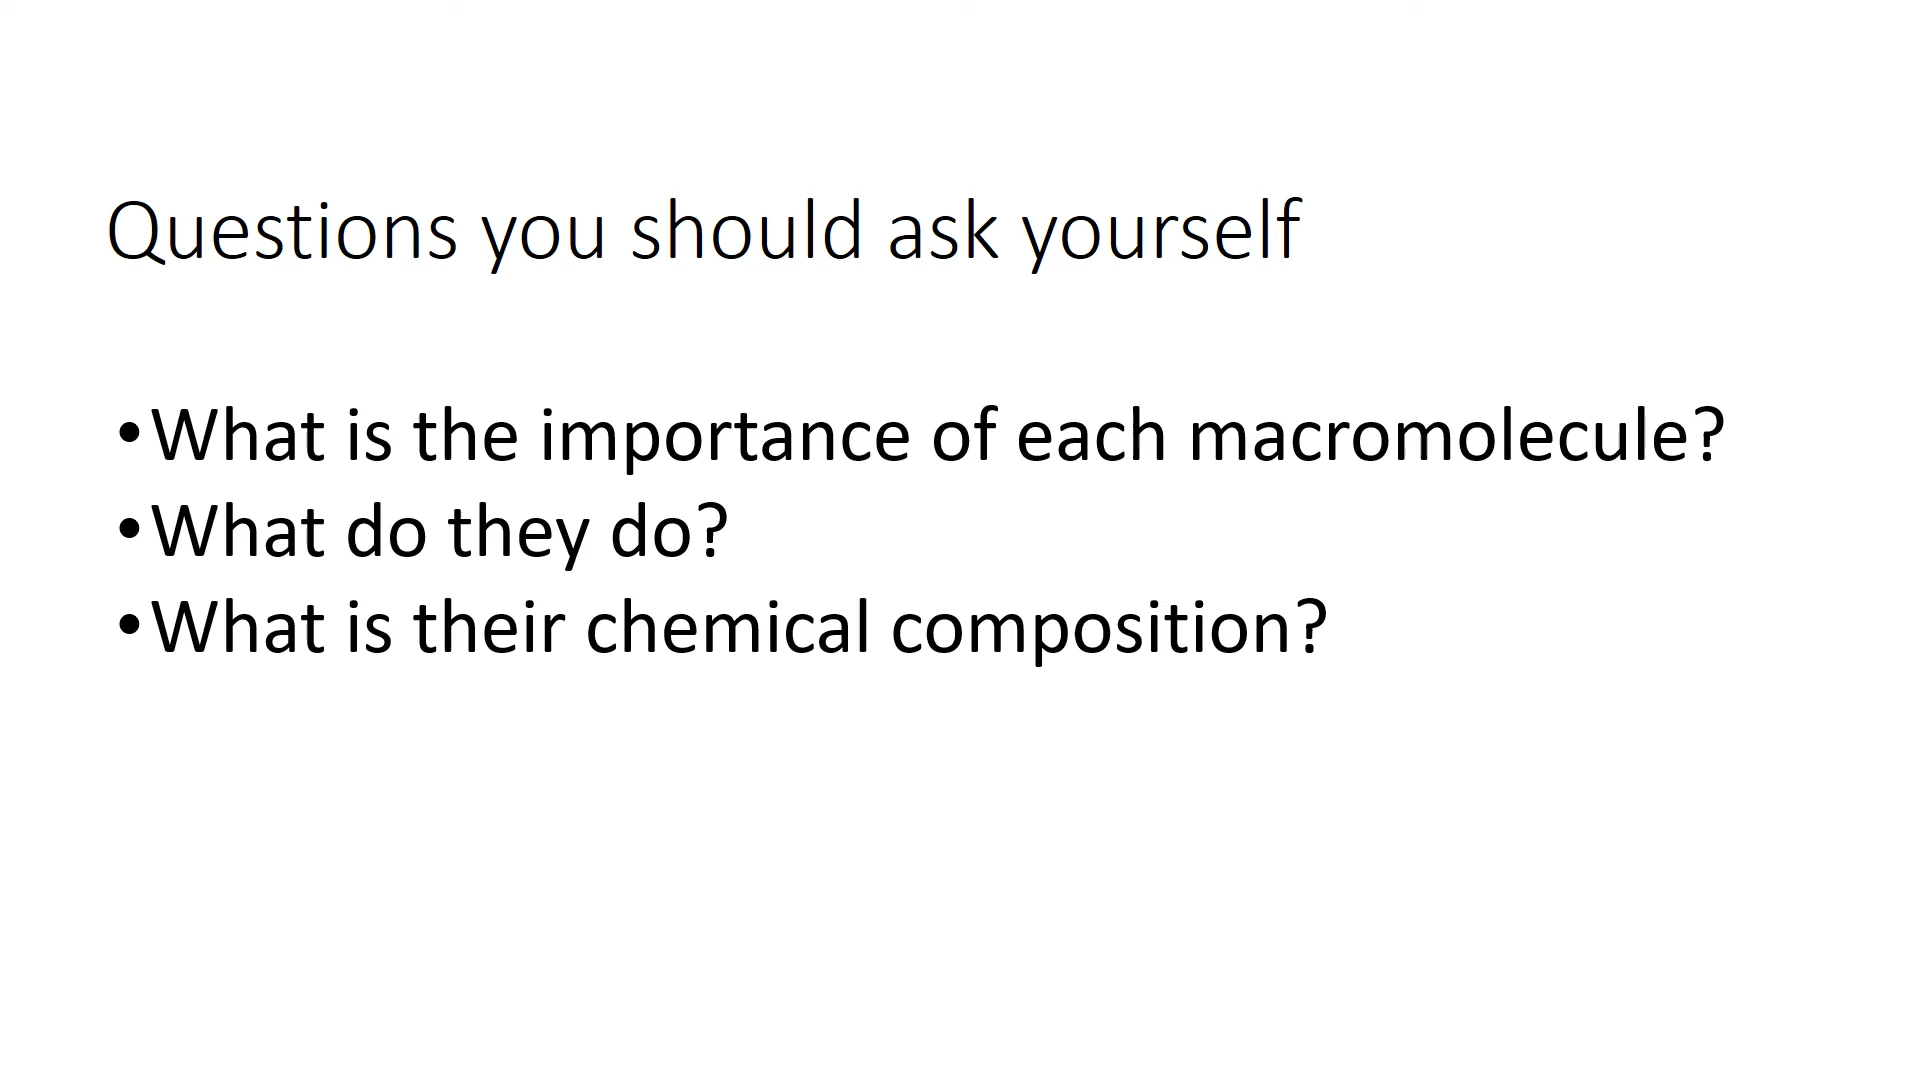 Questions you should ask yourself
•What is the importance of each macromolecule?
•What do they do?
•What is their chemical composition?